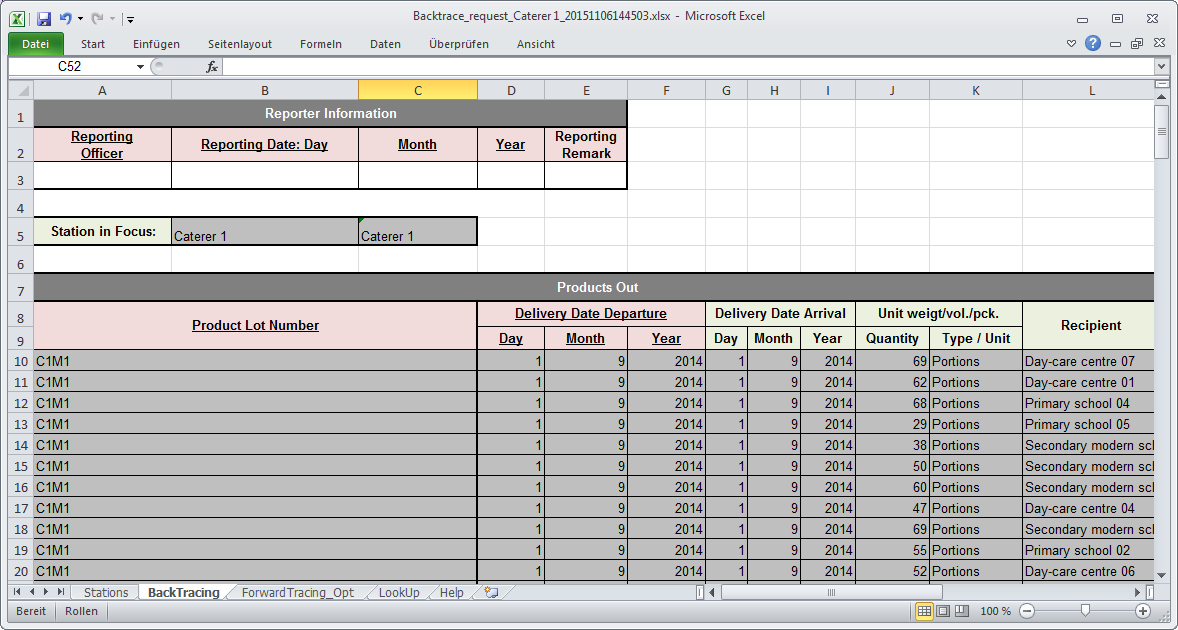 Backtrace_request_Caterer 1_20151106144503.xlsx - Microsoft Excel
Datei Start Einfügen Seitenlayout Formeln Daten Überprüfen Ansicht
C52 fx
A B C D E F G H I J K L
1 Reporter Information
2 Reporting Officer Reporting Date: Day Month Year Reporting Remark
3
4
5 Station in Focus: Caterer 1 Caterer 1
6
7 Products Out
8 Product Lot Number Delivery Date Departure Delivery Date Arrival Unit weigt/vol./pck. Recipient
9 Day Month Year Day Month Year Quantity Type / Unit
10 C1M1 1 9 2014 1 9 2014 69 Portions Day-care centre 07
11 C1M1 1 9 2014 1 9 2014 62 Portions Day-care centre 01
12 C1M1 1 9 2014 1 9 2014 68 Portions Primary school 04
13 C1M1 1 9 2014 1 9 2014 29 Portions Primary school 05
14 C1M1 1 9 2014 1 9 2014 38 Portions Secondary modern scl
15 C1M1 1 9 2014 1 9 2014 50 Portions Secondary modern scl
16 C1M1 1 9 2014 1 9 2014 60 Portions Secondary modern scl
17 C1M1 1 9 2014 1 9 2014 47 Portions Day-care centre 04
18 C1M1 1 9 2014 1 9 2014 69 Portions Secondary modern scl
19 C1M1 1 9 2014 1 9 2014 55 Portions Primary school 02
20 C1M1 1 9 2014 1 9 2014 52 Portions Day-care centre 06
Stations BackTracing ForwardTracing_Opt LookUp Help
Bereit Rollen 100 %